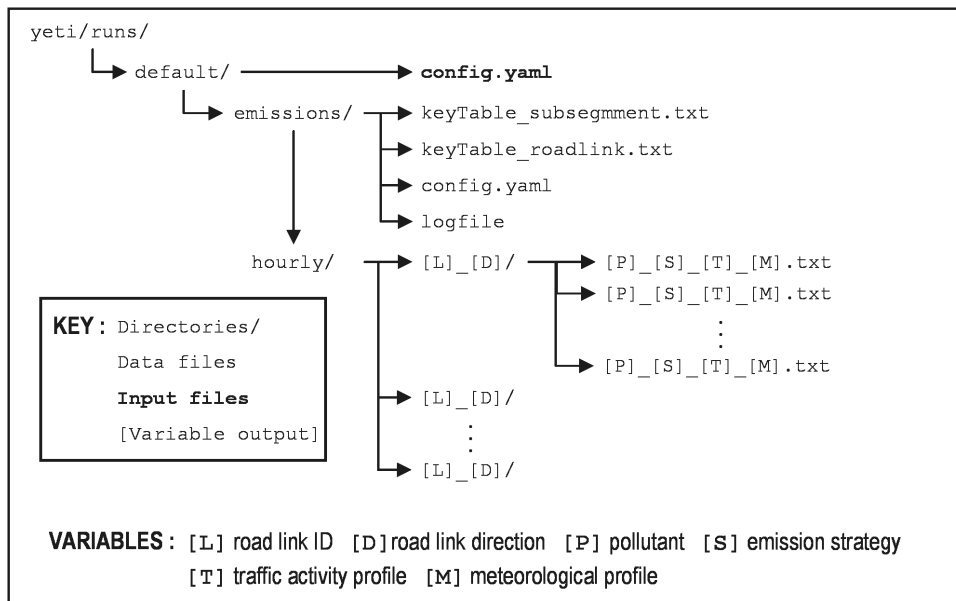 yeti/runs/
default/ config.yaml
emissions/ keyTable_subsegmment.txt
keyTable_roadlink.txt
config.yaml
logfile
hourly/ [L]_[D]/ [P]_[S]_[T]_[M].txt
[P]_[S]_[T]_[M].txt
[P]_[S]_[T]_[M].txt
[L]_[D]/
[L]_[D]/
KEY: Directories/
Data files
Input files
[Variable output]
VARIABLES: [L] road link ID [D] road link direction [P] pollutant [S] emission strategy
[T] traffic activity profile [M] meteorological profile